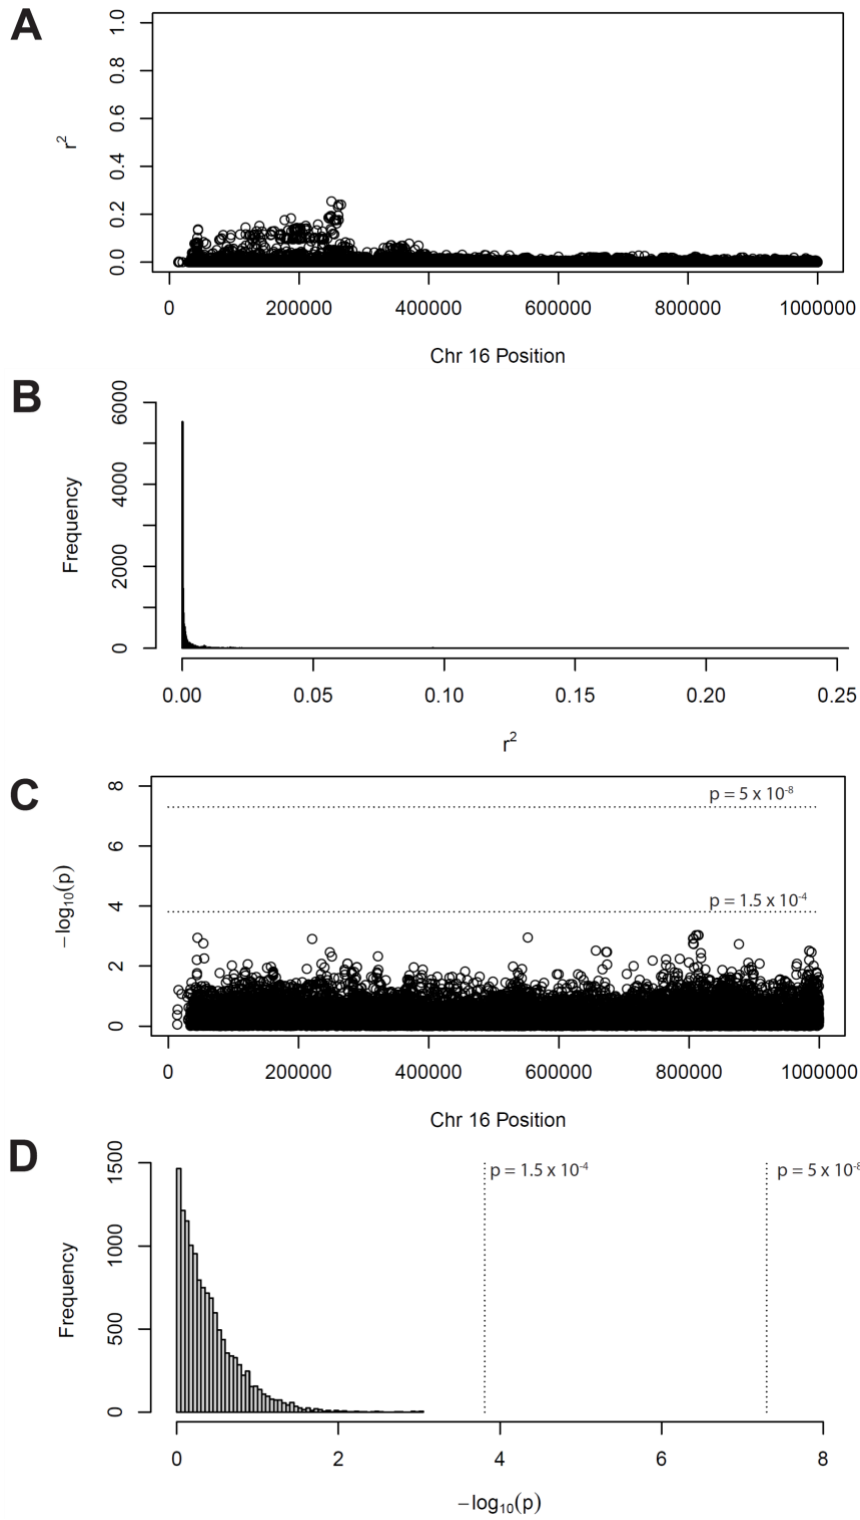 A
r²
0.0 0.2 0.4 0.6 0.8 1.0
0 200000 400000 600000 800000 1000000
Chr 16 Position
B
Frequency
0 2000 4000 6000
0.00 0.05 0.10 0.15 0.20 0.25
r²
C
−log₁₀(p)
0 2 4 6 8
p = 5 x 10⁻⁸
p = 1.5 x 10⁻⁴
0 200000 400000 600000 800000 1000000
Chr 16 Position
D
Frequency
0 500 1000 1500
p = 1.5 x 10⁻⁴ p = 5 x 10⁻⁸
0 2 4 6 8
−log₁₀(p)